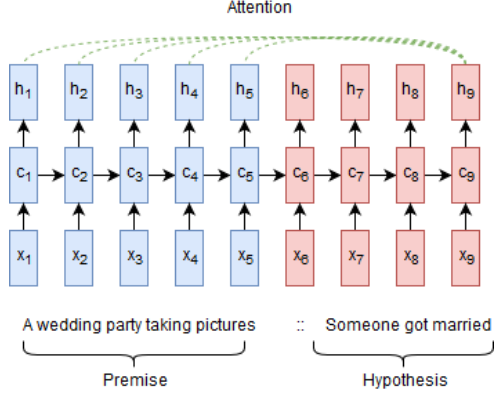 Attention
h1 h2 h3 h4 h5 h6 h7 h8 h9
c1 c2 c3 c4 c5 c6 c7 c8 c9
x1 x2 x3 x4 x5 x6 x7 x8 x9
A wedding party taking pictures :: Someone got married
Premise Hypothesis